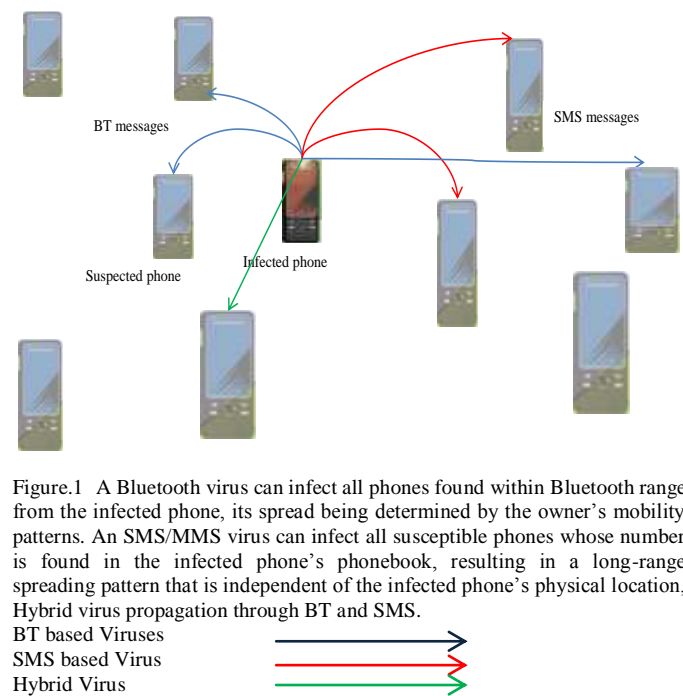 BT messages
SMS messages
Suspected phone
Infected phone
Figure.1 A Bluetooth virus can infect all phones found within Bluetooth range
from the infected phone, its spread being determined by the owner's mobility
patterns. An SMS/MMS virus can infect all susceptible phones whose number
is found in the infected phone's phonebook, resulting in a long-range
spreading pattern that is independent of the infected phone's physical location,
Hybrid virus propagation through BT and SMS.
BT based Viruses
SMS based Virus
Hybrid Virus